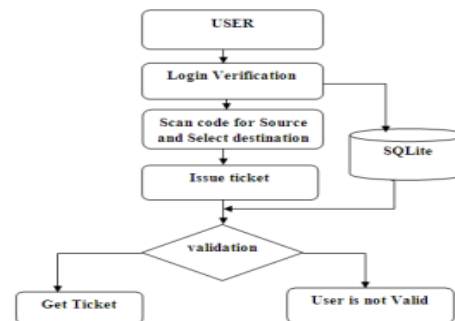 USER
Login Verification
Scan code for Source
and Select destination
SQLite
Issue ticket
validation
Get Ticket
User is not Valid